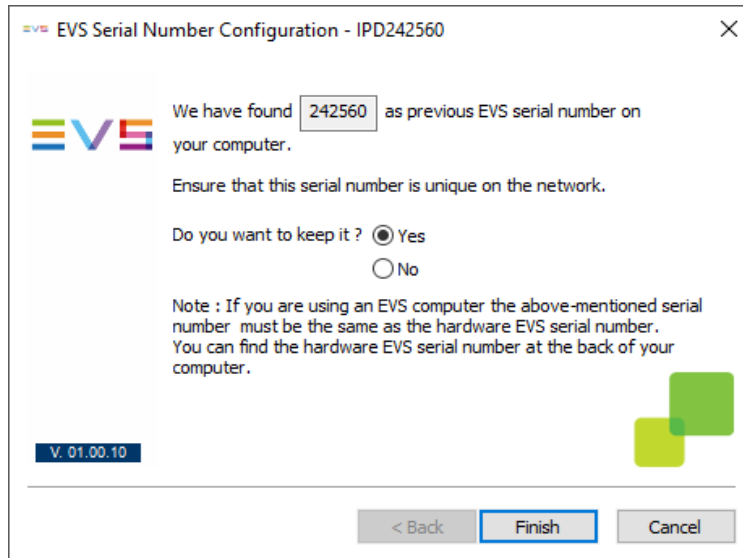 EVS EVS Serial Number Configuration - IPD242560
EVS
We have found 242560 as previous EVS serial number on
your computer.
Ensure that this serial number is unique on the network.
Do you want to keep it ? Yes
No
Note : If you are using an EVS computer the above-mentioned serial
number must be the same as the hardware EVS serial number.
You can find the hardware EVS serial number at the back of your
computer.
V. 01.00.10
< Back Finish Cancel